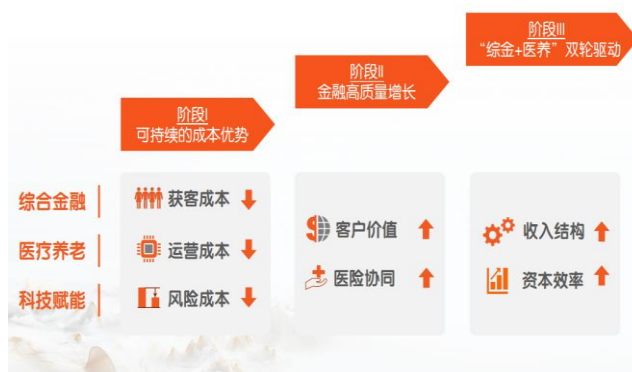 阶段III
“综金+医养”双轮驱动
阶段II
金融高质量增长
阶段I
可持续的成本优势
综合金融
医疗养老
科技赋能
获客成本
运营成本
风险成本
客户价值
医险协同
收入结构
资本效率